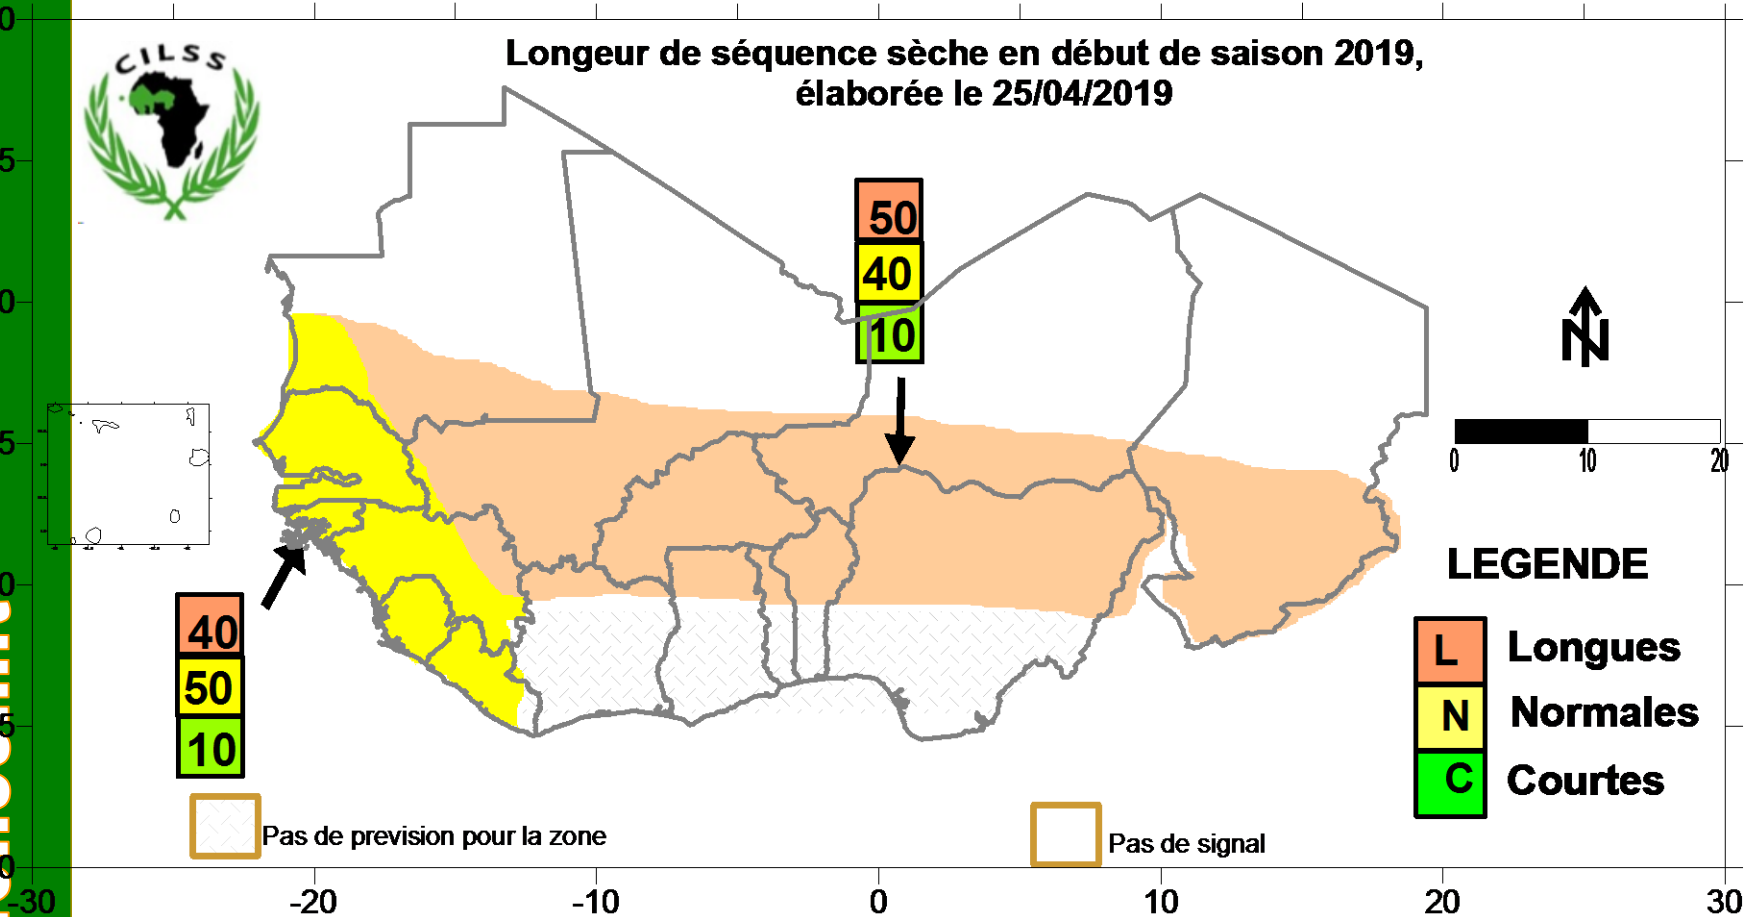 CILSS
Longeur de séquence sèche en début de saison 2019,
élaborée le 25/04/2019
50
40
10
0
10
20
LEGENDE
L Longues
N Normales
C Courtes
40
50
10
Pas de prevision pour la zone
Pas de signal
-30 -20 -10 0 10 20 30